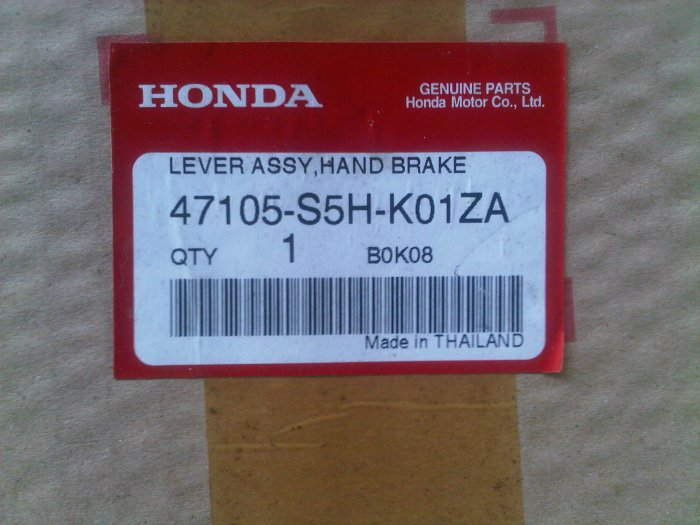 HONDA
GENUINE PARTS
Honda Motor Co., Ltd.
LEVER ASSY,HAND BRAKE
47105-S5H-K01ZA
QTY 1 B0K08
Made in THAILAND